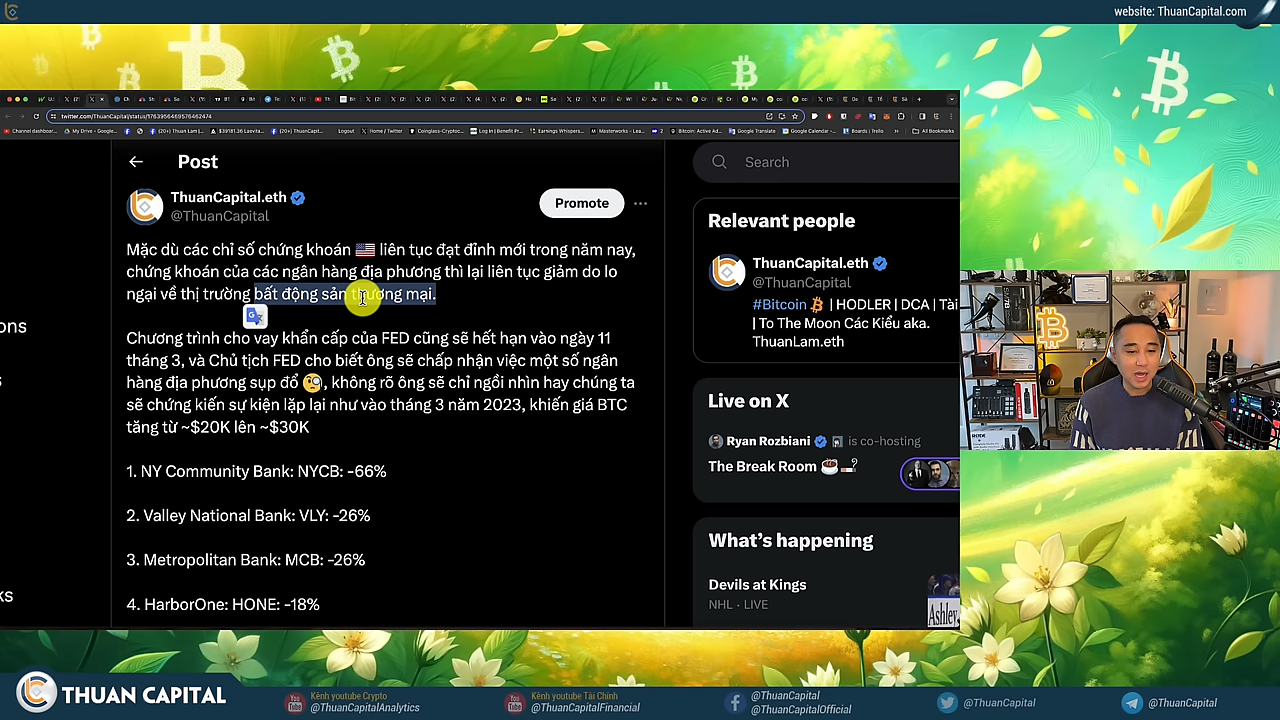 website: ThuanCapital.com
twitter.com/ThuanCapital/status/1763956469576462474
Post
ThuanCapital.eth
@ThuanCapital
Promote
Mặc dù các chỉ số chứng khoán 🇺🇸 liên tục đạt đỉnh mới trong năm nay,
chứng khoán của các ngân hàng địa phương thì lại liên tục giảm do lo
ngại về thị trường bất động sản thương mại.
Chương trình cho vay khẩn cấp của FED cũng sẽ hết hạn vào ngày 11
tháng 3, và Chủ tịch FED cho biết ông sẽ chấp nhận việc một số ngân
hàng địa phương sụp đổ 🧐, không rõ ông sẽ chỉ ngồi nhìn hay chúng ta
sẽ chứng kiến sự kiện lặp lại như vào tháng 3 năm 2023, khiến giá BTC
tăng từ ~$20K lên ~$30K
1. NY Community Bank: NYCB: -66%
2. Valley National Bank: VLY: -26%
3. Metropolitan Bank: MCB: -26%
4. HarborOne: HONE: -18%
ons
Search
Relevant people
ThuanCapital.eth
@ThuanCapital
#Bitcoin | HODLER | DCA | Tài
| To The Moon Các Kiểu aka.
ThuanLam.eth
Live on X
Ryan Rozbiani is co-hosting
The Break Room ☕🚬
What's happening
Devils at Kings
NHL · LIVE
Ashley
THUAN CAPITAL
Kênh youtube Crypto
@ThuanCapitalAnalytics
Kênh youtube Tài Chính
@ThuanCapitalFinancial
@ThuanCapital
@ThuanCapitalOfficial
@ThuanCapital
@ThuanCapital